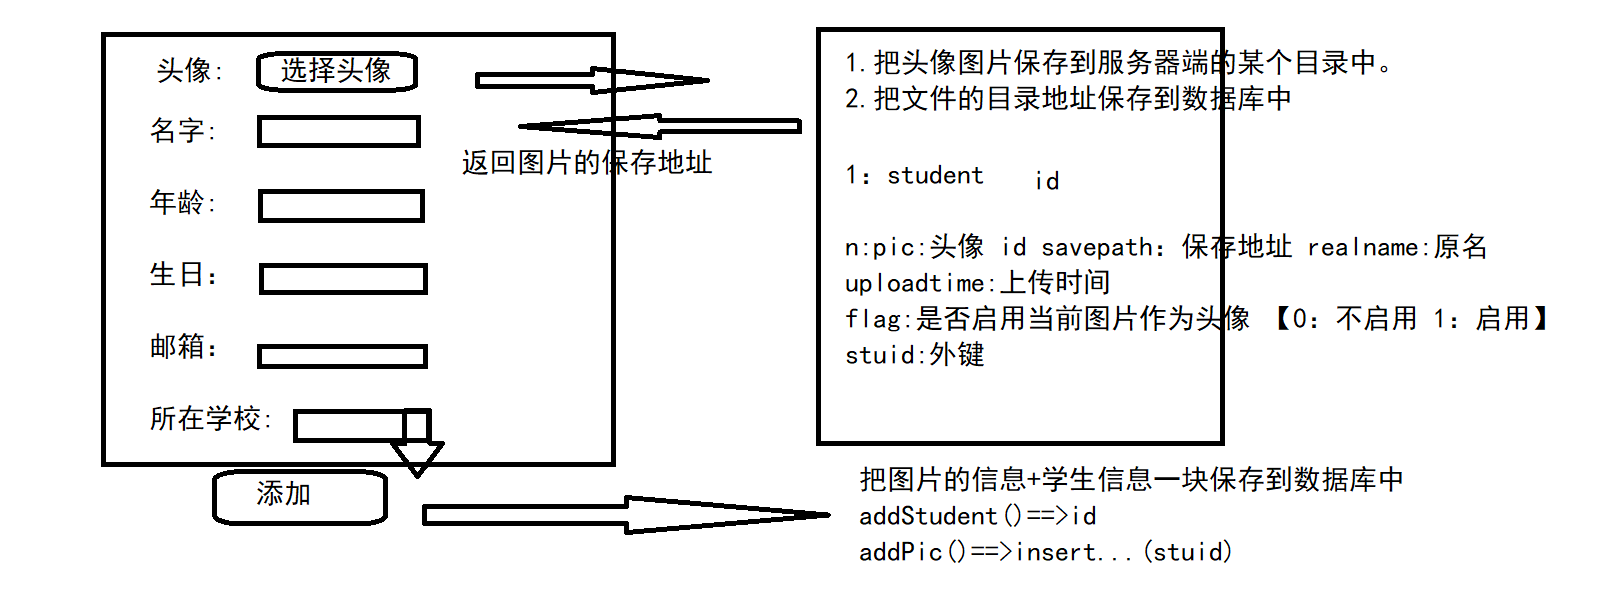 头像: 选择头像
名字:
年龄:
生日：
邮箱：
所在学校:
添加
返回图片的保存地址
1.把头像图片保存到服务器端的某个目录中。
2.把文件的目录地址保存到数据库中
1：student id
n:pic:头像 id savepath：保存地址 realname:原名
uploadtime:上传时间
flag:是否启用当前图片作为头像 【0：不启用 1：启用】
stuid:外键
把图片的信息+学生信息一块保存到数据库中
addStudent()==>id
addPic()==>insert...(stuid)